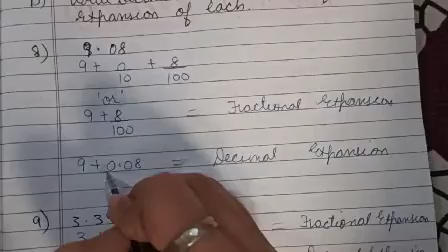 expansion of each.
8) 9.08
9 + 0/10 + 8/100
'or'
9 + 8/100 = Fractional Expansion
9 + 0.08 = Decimal Expansion
9) 3.3 = Fractional Expansion